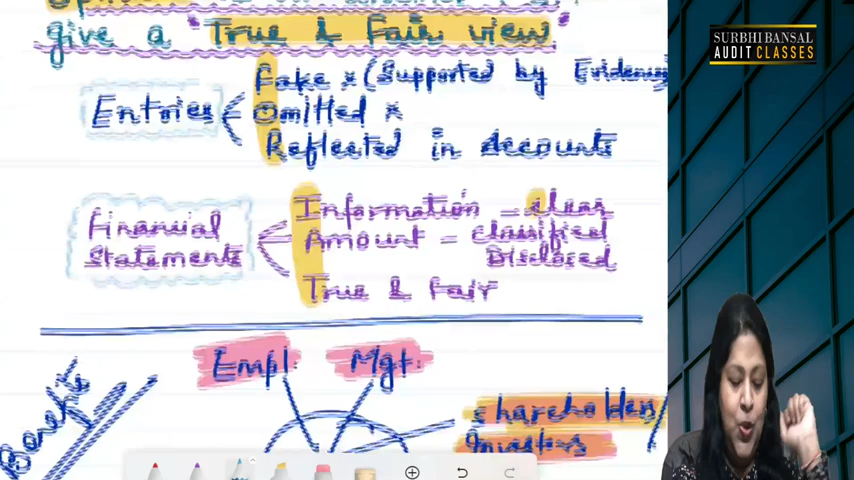 give a "True & Fair view"
SURBHI BANSAL
AUDIT CLASSES
Fake × (Supported by Evidence)
Entries
Omitted ×
Reflected in accounts
Information = clear
Financial
Amount - classified
Statements
Disclosed
True & Fair
Empl.
Mgt.
Benefit
shareholders/
Investors